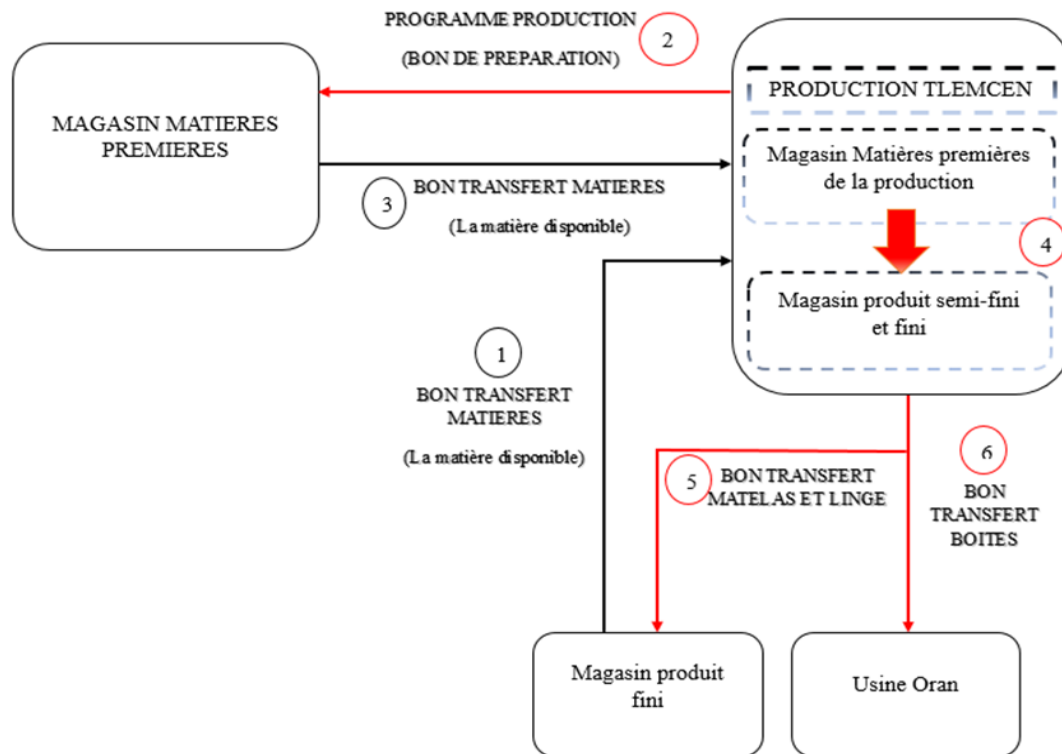 PROGRAMME PRODUCTION
(BON DE PREPARATION)
2
MAGASIN MATIERES
PREMIERES
PRODUCTION TLEMCEN
Magasin Matières premières
de la production
3
BON TRANSFERT MATIERES
(La matière disponible)
4
Magasin produit semi-fini
et fini
1
BON TRANSFERT
MATIERES
(La matière disponible)
5
BON TRANSFERT
MATELAS ET LINGE
6
BON
TRANSFERT
BOITES
Magasin produit
fini
Usine Oran